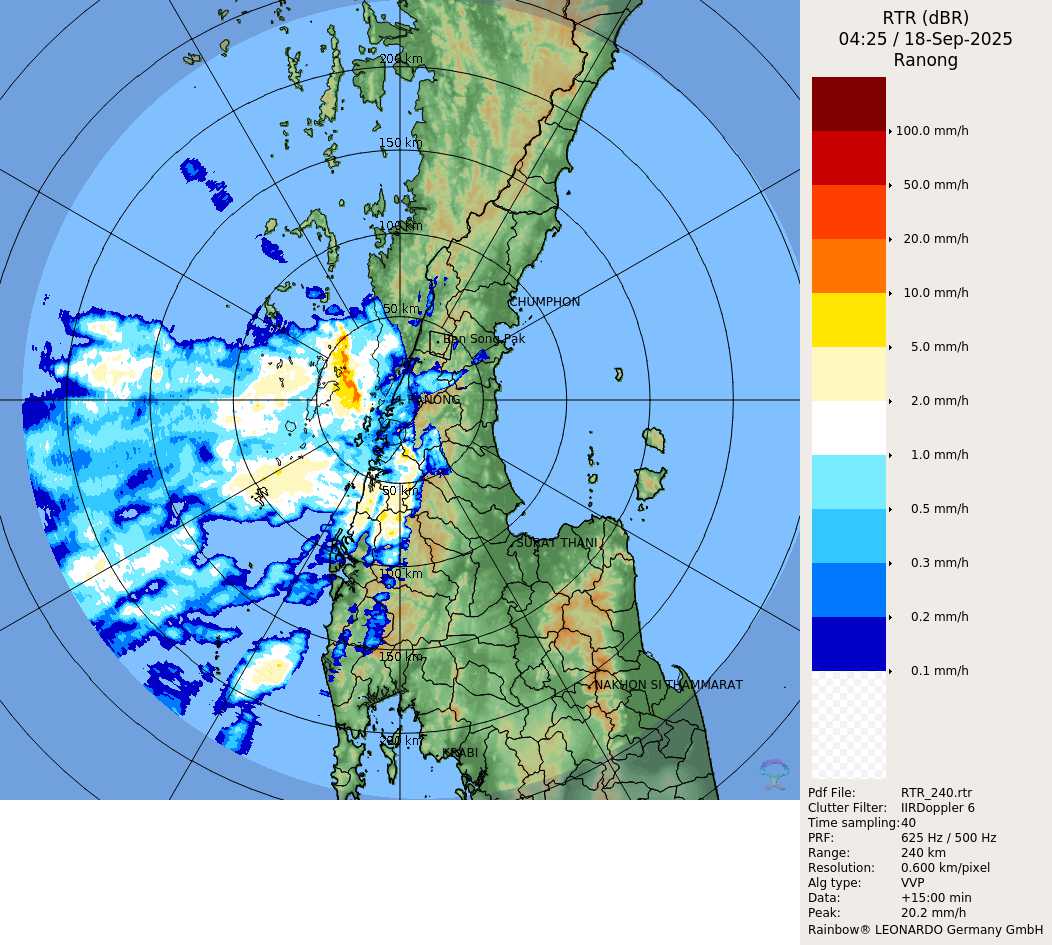 RTR (dBR)
04:25 / 18-Sep-2025
Ranong
200 km
150 km
100 km
50 km
CHUMPHON
Ban Song Pak
RANONG
50 km
SURAT THANI
100 km
150 km
NAKHON SI THAMMARAT
200 km
KRABI
100.0 mm/h
50.0 mm/h
20.0 mm/h
10.0 mm/h
5.0 mm/h
2.0 mm/h
1.0 mm/h
0.5 mm/h
0.3 mm/h
0.2 mm/h
0.1 mm/h
Pdf File: RTR_240.rtr
Clutter Filter: IIRDoppler 6
Time sampling: 40
PRF: 625 Hz / 500 Hz
Range: 240 km
Resolution: 0.600 km/pixel
Alg type: VVP
Data: +15:00 min
Peak: 20.2 mm/h
Rainbow® LEONARDO Germany GmbH